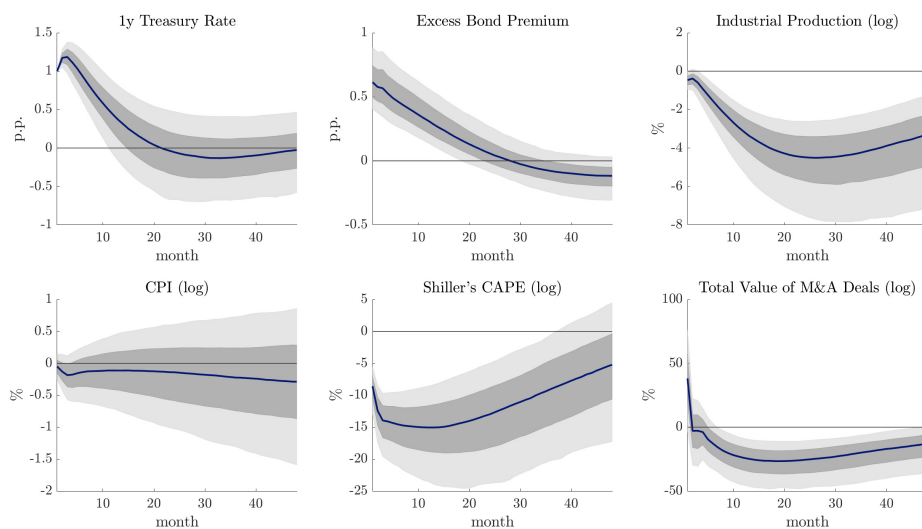 1y Treasury Rate
1.5
1
0.5
0
-0.5
-1
p.p.
10 20 30 40
month
Excess Bond Premium
1
0.5
0
0.5
p.p.
10 20 30 40
month
Industrial Production (log)
0
-2
-4
-6
-8
%
10 20 30 40
month
CPI (log)
1
0.5
0
-0.5
-1
-1.5
-2
%
10 20 30 40
month
Shiller's CAPE (log)
5
0
-5
-10
-15
-20
-25
%
10 20 30 40
month
Total Value of M&A Deals (log)
100
50
0
-50
%
10 20 30 40
month